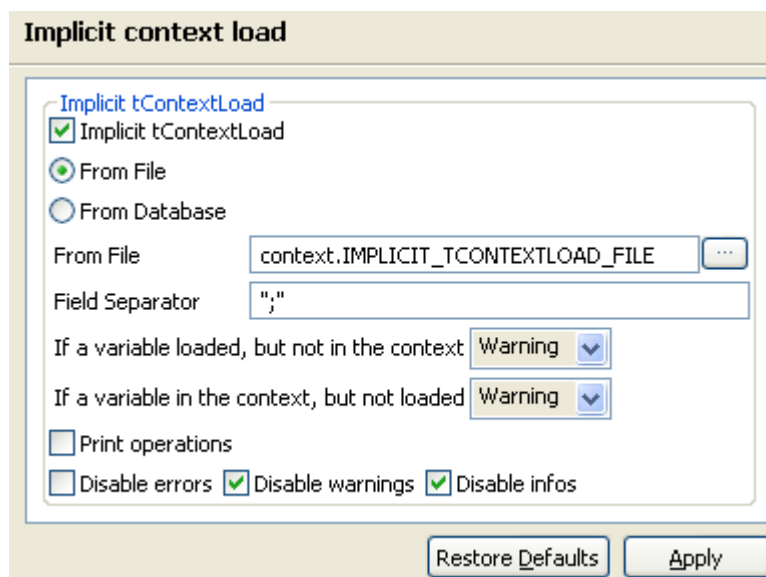 Implicit context load
Implicit tContextLoad
Implicit tContextLoad
From File
From Database
From File context.IMPLICIT_TCONTEXTLOAD_FILE ...
Field Separator ";"
If a variable loaded, but not in the context Warning
If a variable in the context, but not loaded Warning
Print operations
Disable errors Disable warnings Disable infos
Restore Defaults Apply